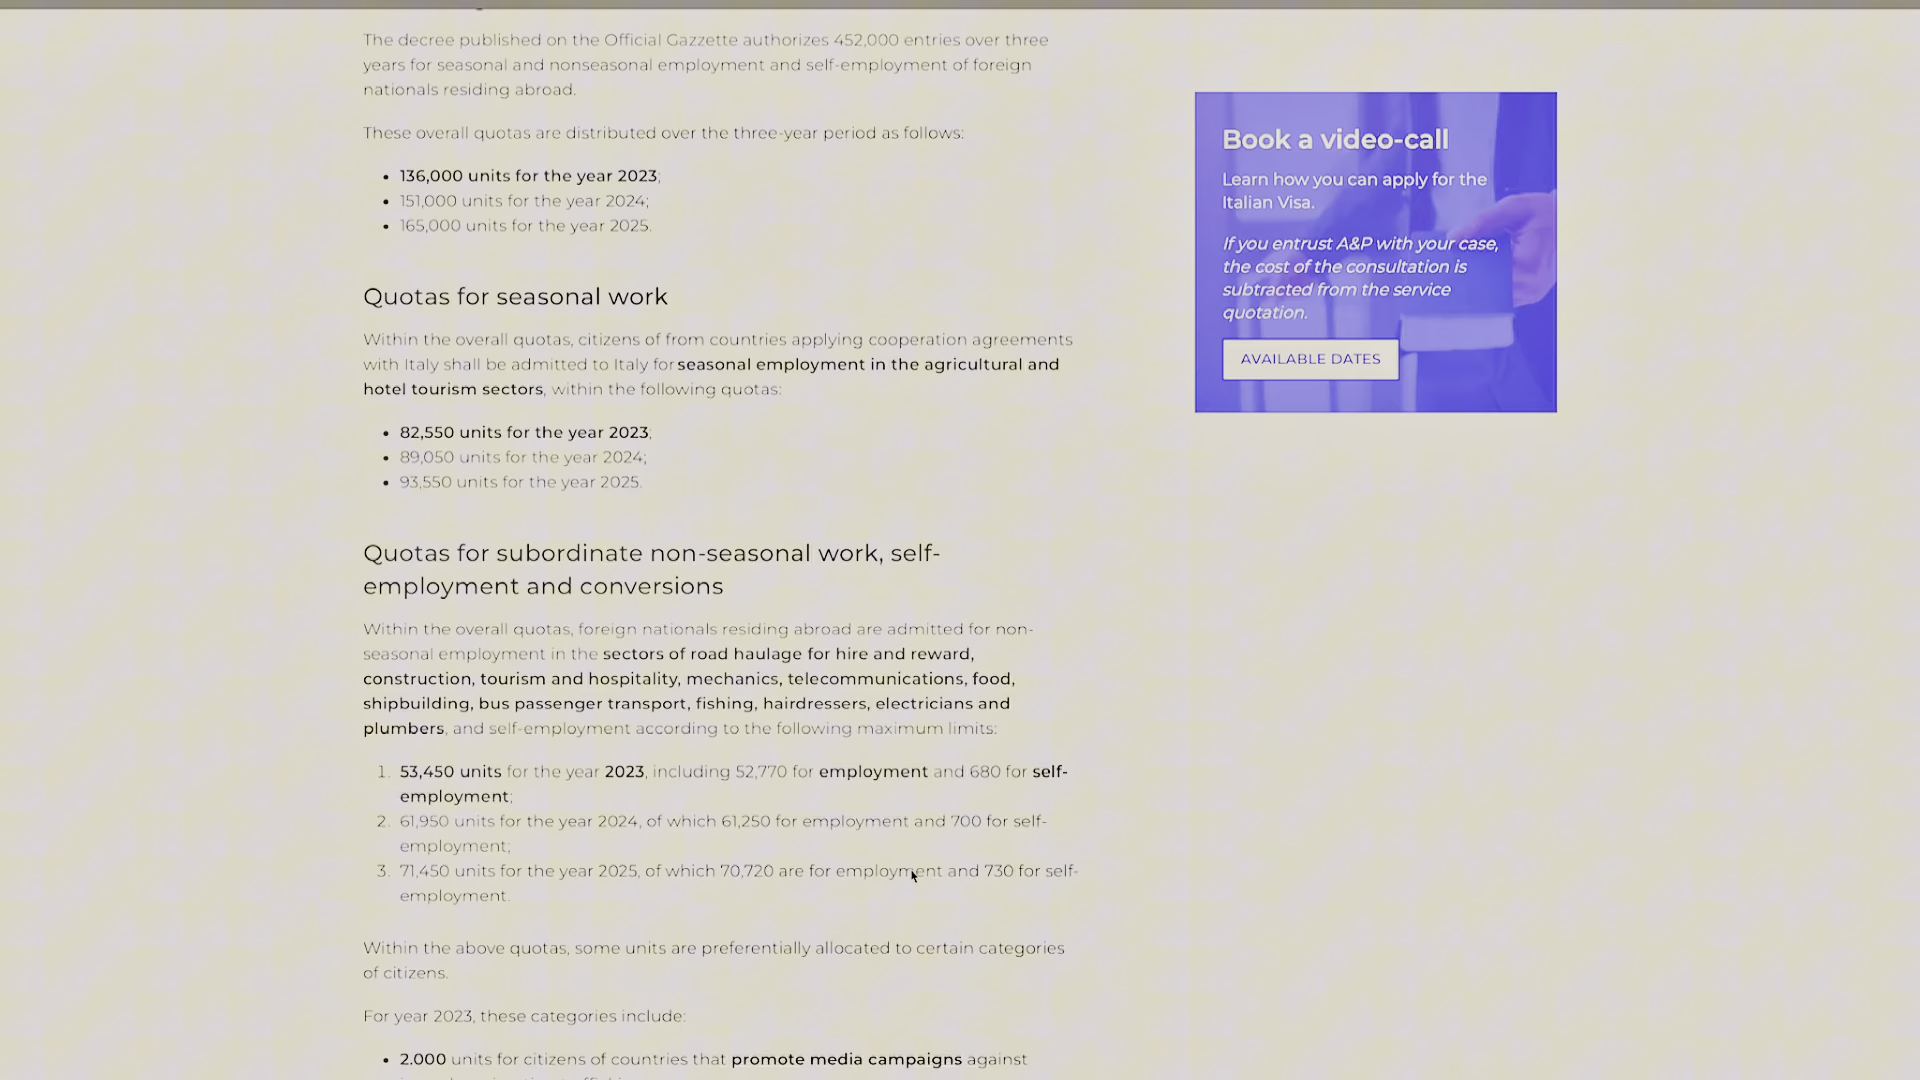 The decree published on the Official Gazzette authorizes 452,000 entries over three
years for seasonal and nonseasonal employment and self-employment of foreign
nationals residing abroad.
These overall quotas are distributed over the three-year period as follows:
• 136,000 units for the year 2023;
• 151,000 units for the year 2024;
• 165,000 units for the year 2025.
Quotas for seasonal work
Within the overall quotas, citizens of from countries applying cooperation agreements
with Italy shall be admitted to Italy for seasonal employment in the agricultural and
hotel tourism sectors, within the following quotas:
• 82,550 units for the year 2023;
• 89,050 units for the year 2024;
• 93,550 units for the year 2025.
Quotas for subordinate non-seasonal work, self-
employment and conversions
Within the overall quotas, foreign nationals residing abroad are admitted for non-
seasonal employment in the sectors of road haulage for hire and reward,
construction, tourism and hospitality, mechanics, telecommunications, food,
shipbuilding, bus passenger transport, fishing, hairdressers, electricians and
plumbers, and self-employment according to the following maximum limits:
1. 53,450 units for the year 2023, including 52,770 for employment and 680 for self-
employment;
2. 61,950 units for the year 2024, of which 61,250 for employment and 700 for self-
employment;
3. 71,450 units for the year 2025, of which 70,720 are for employment and 730 for self-
employment.
Within the above quotas, some units are preferentially allocated to certain categories
of citizens.
For year 2023, these categories include:
• 2.000 units for citizens of countries that promote media campaigns against
Book a video-call
Learn how you can apply for the
Italian Visa.
If you entrust A&P with your case,
the cost of the consultation is
subtracted from the service
quotation.
AVAILABLE DATES